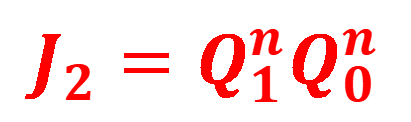 J₂ = Q₁ⁿQ₀ⁿ